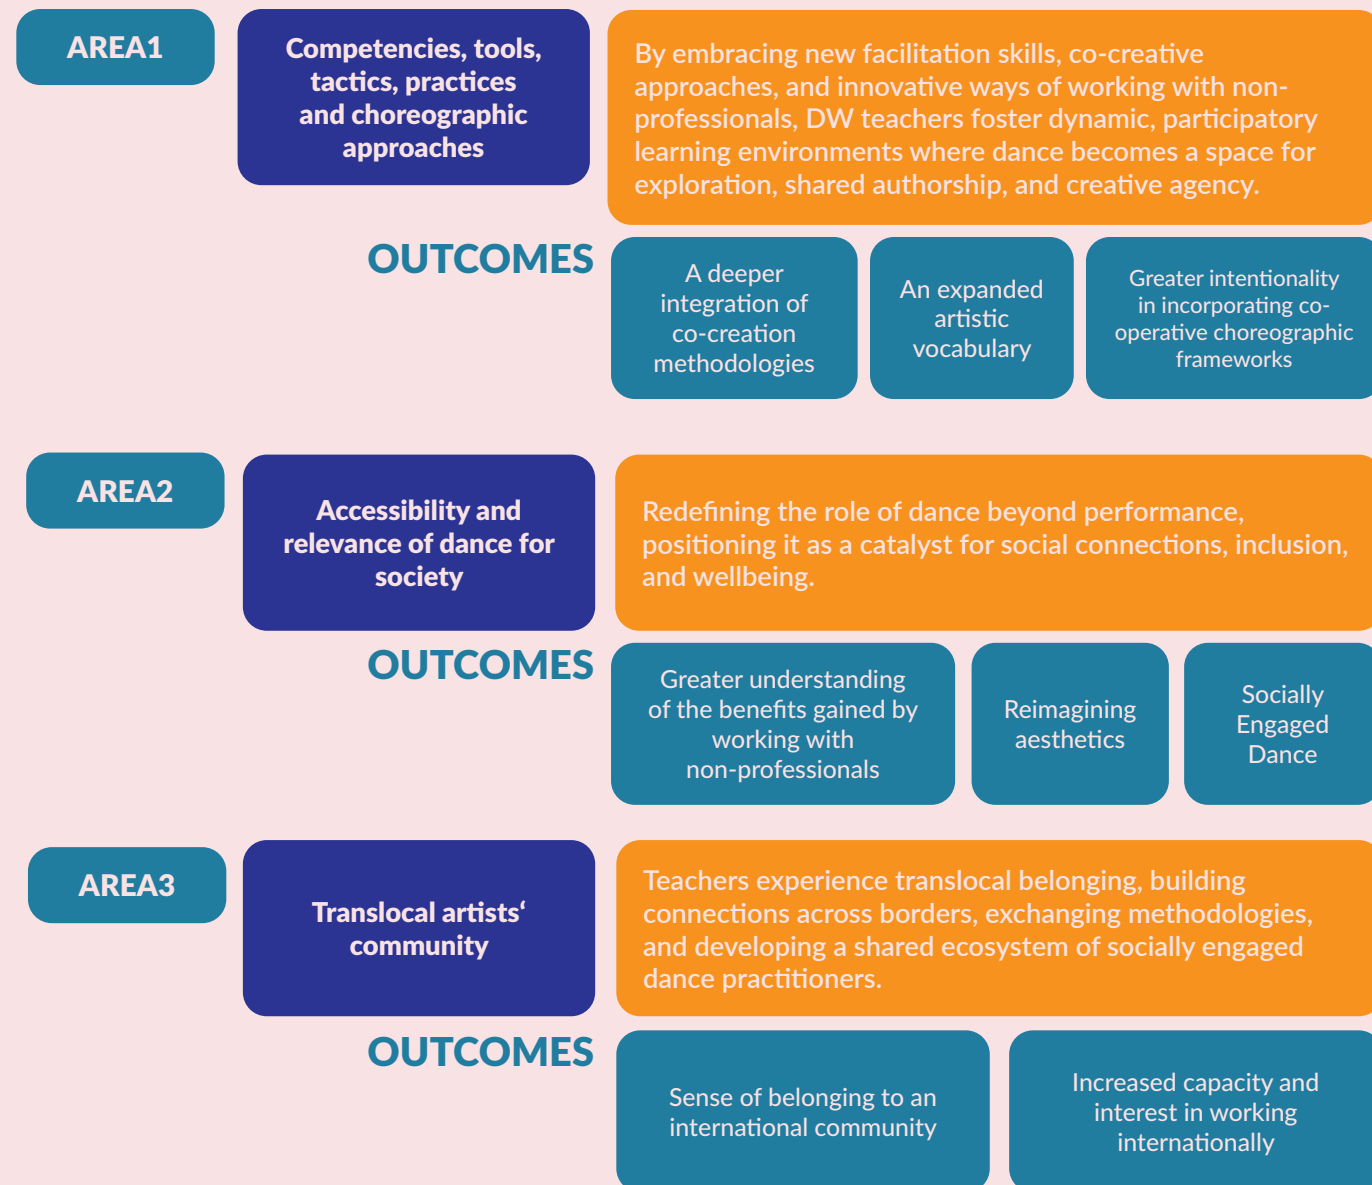 AREA1
Competencies, tools,
tactics, practices
and choreographic
approaches
By embracing new facilitation skills, co-creative
approaches, and innovative ways of working with non-
professionals, DW teachers foster dynamic, participatory
learning environments where dance becomes a space for
exploration, shared authorship, and creative agency.
OUTCOMES
A deeper
integration of
co-creation
methodologies
An expanded
artistic
vocabulary
Greater intentionality
in incorporating co-
operative choreographic
frameworks
AREA2
Accessibility and
relevance of dance for
society
Redefining the role of dance beyond performance,
positioning it as a catalyst for social connections, inclusion,
and wellbeing.
OUTCOMES
Greater understanding
of the benefits gained by
working with
non-professionals
Reimagining
aesthetics
Socially
Engaged
Dance
AREA3
Translocal artists‘
community
Teachers experience translocal belonging, building
connections across borders, exchanging methodologies,
and developing a shared ecosystem of socially engaged
dance practitioners.
OUTCOMES
Sense of belonging to an
international community
Increased capacity and
interest in working
internationally